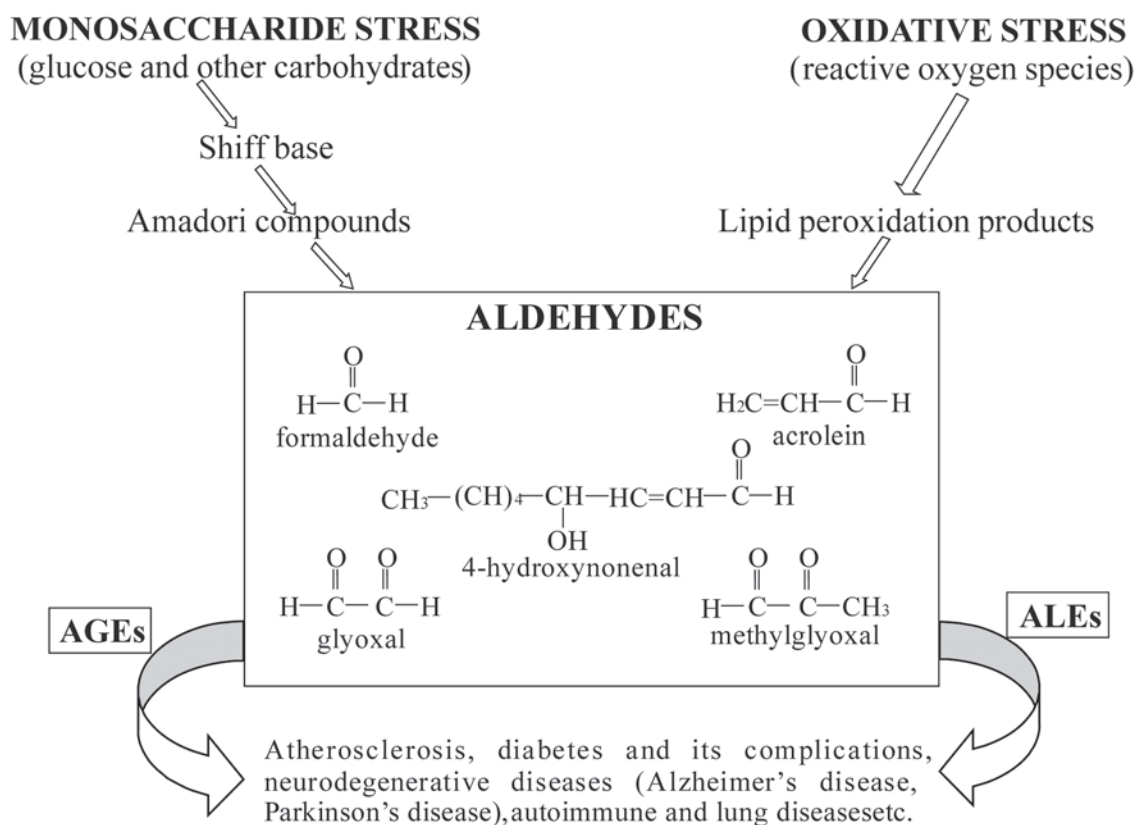 MONOSACCHARIDE STRESS
(glucose and other carbohydrates)
Shiff base
Amadori compounds
OXIDATIVE STRESS
(reactive oxygen species)
Lipid peroxidation products
ALDEHYDES
O
H—C—H
formaldehyde
O
H2C=CH—C—H
acrolein
O
CH3—(CH)4—CH—HC=CH—C—H
OH
4-hydroxynonenal
O O
H—C—C—H
glyoxal
O O
H—C—C—CH3
methylglyoxal
AGEs
ALEs
Atherosclerosis, diabetes and its complications,
neurodegenerative diseases (Alzheimer's disease,
Parkinson's disease),autoimmune and lung diseasesetc.